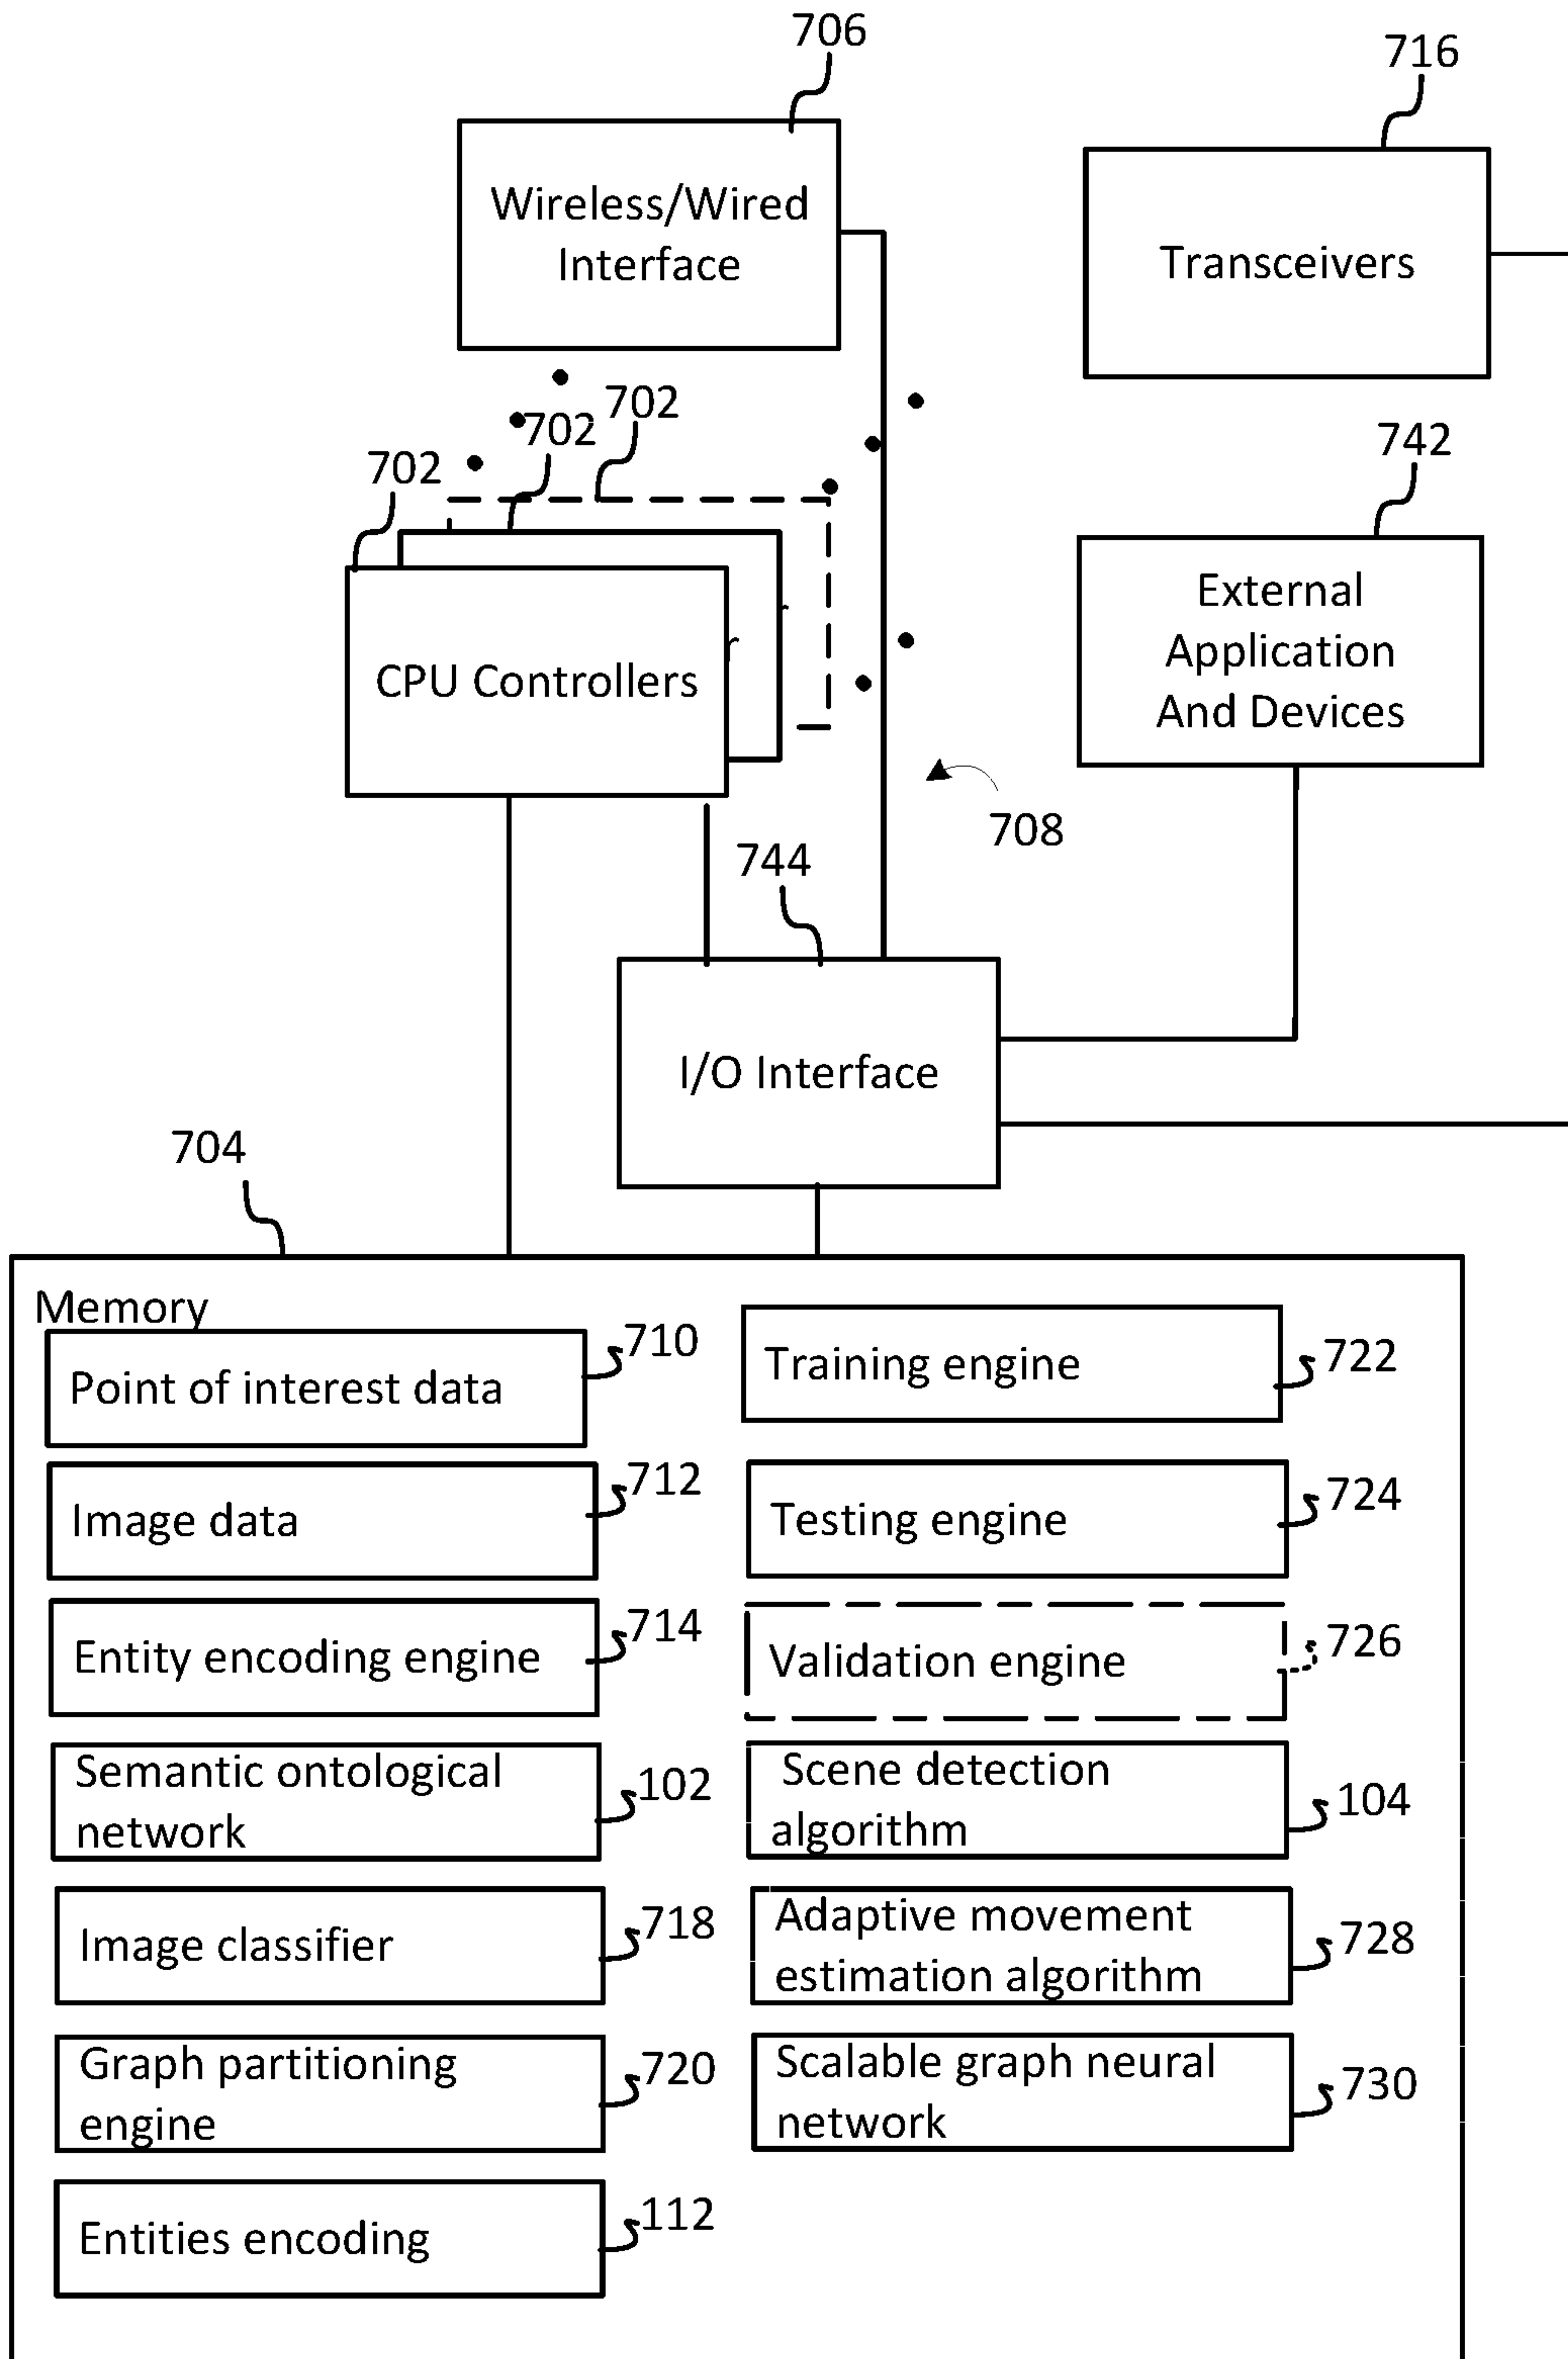 706
716
Wireless/Wired
Interface
Transceivers
702
702
702
742
CPU Controllers
External
Application
And Devices
708
744
I/O Interface
704
Memory
710
Point of interest data
722
Training engine
712
Image data
724
Testing engine
714
Entity encoding engine
726
Validation engine
Semantic ontological
network
102
Scene detection
algorithm
104
Image classifier
718
Adaptive movement
estimation algorithm
728
Graph partitioning
engine
720
Scalable graph neural
network
730
Entities encoding
112